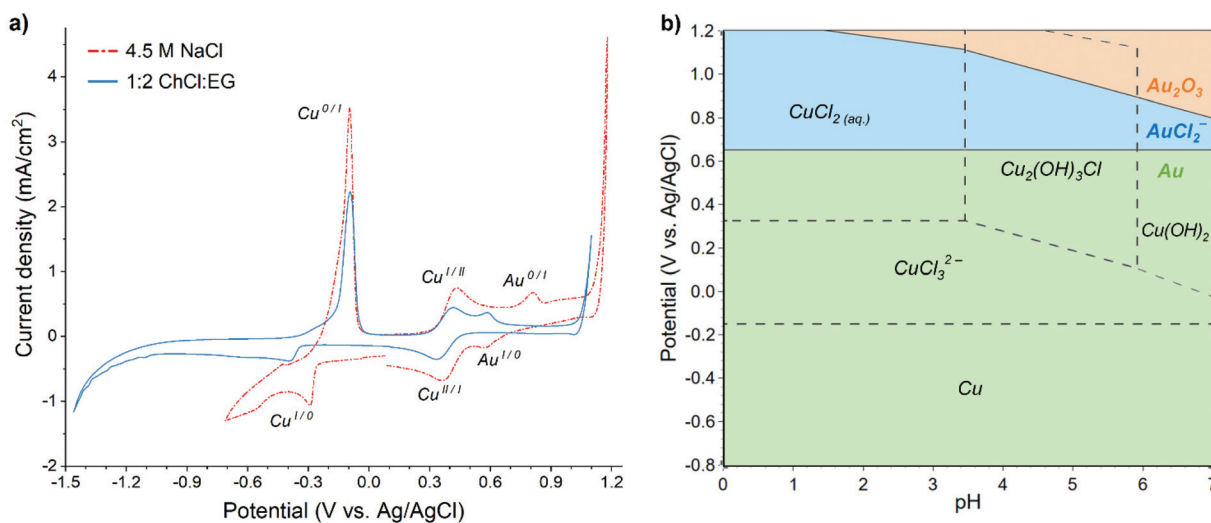 a)
4.5 M NaCl
1:2 ChCl:EG
Cu^{0/I}
Cu^{I/II}
Au^{0/I}
Au^{I/0}
Cu^{II/I}
Cu^{I/0}
4
3
2
1
0
-1
-2
Current density (mA/cm²)
-1.5 -1.2 -0.9 -0.6 -0.3 0.0 0.3 0.6 0.9 1.2
Potential (V vs. Ag/AgCl)
b)
1.2
1.0
0.8
0.6
0.4
0.2
0.0
-0.2
-0.4
-0.6
-0.8
Potential (V vs. Ag/AgCl)
Au₂O₃
CuCl₂ (aq.)
AuCl₂⁻
Cu₂(OH)₃Cl
Au
Cu(OH)₂
CuCl₃²⁻
Cu
0 1 2 3 4 5 6 7
pH